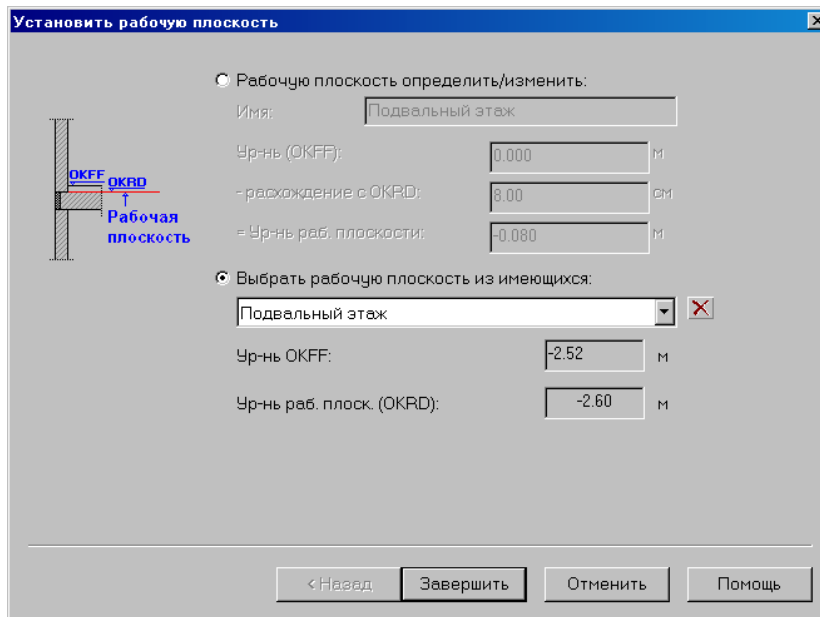 Установить рабочую плоскость
Рабочую плоскость определить/изменить:
Имя: Подвальный этаж
Ур-нь (OKFF): 0.000 м
- расхождение с OKRD: 8.00 см
= Ур-нь раб. плоскости: -0.080 м
OKFF OKRD
Рабочая
плоскость
Выбрать рабочую плоскость из имеющихся:
Подвальный этаж
Ур-нь OKFF: -2.52 м
Ур-нь раб. плоск. (OKRD): -2.60 м
< Назад Завершить Отменить Помощь